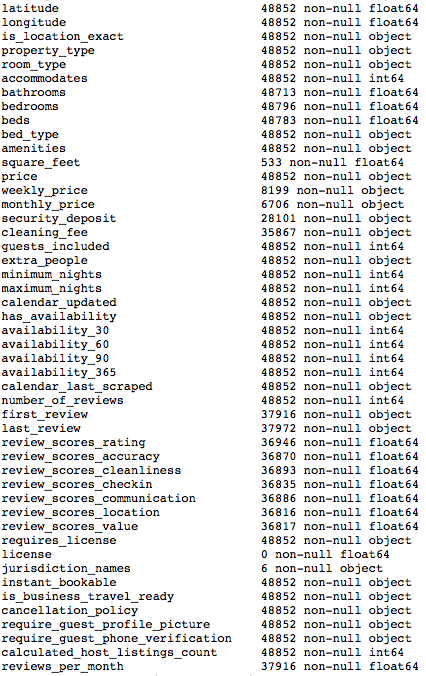 latitude 48852 non-null float64
longitude 48852 non-null float64
is_location_exact 48852 non-null object
property_type 48852 non-null object
room_type 48852 non-null object
accommodates 48852 non-null int64
bathrooms 48713 non-null float64
bedrooms 48796 non-null float64
beds 48783 non-null float64
bed_type 48852 non-null object
amenities 48852 non-null object
square_feet 533 non-null float64
price 48852 non-null object
weekly_price 8199 non-null object
monthly_price 6706 non-null object
security_deposit 28101 non-null object
cleaning_fee 35867 non-null object
guests_included 48852 non-null int64
extra_people 48852 non-null object
minimum_nights 48852 non-null int64
maximum_nights 48852 non-null int64
calendar_updated 48852 non-null object
has_availability 48852 non-null object
availability_30 48852 non-null int64
availability_60 48852 non-null int64
availability_90 48852 non-null int64
availability_365 48852 non-null int64
calendar_last_scraped 48852 non-null object
number_of_reviews 48852 non-null int64
first_review 37916 non-null object
last_review 37972 non-null object
review_scores_rating 36946 non-null float64
review_scores_accuracy 36870 non-null float64
review_scores_cleanliness 36893 non-null float64
review_scores_checkin 36835 non-null float64
review_scores_communication 36886 non-null float64
review_scores_location 36816 non-null float64
review_scores_value 36817 non-null float64
requires_license 48852 non-null object
license 0 non-null float64
jurisdiction_names 6 non-null object
instant_bookable 48852 non-null object
is_business_travel_ready 48852 non-null object
cancellation_policy 48852 non-null object
require_guest_profile_picture 48852 non-null object
require_guest_phone_verification 48852 non-null object
calculated_host_listings_count 48852 non-null int64
reviews_per_month 37916 non-null float64